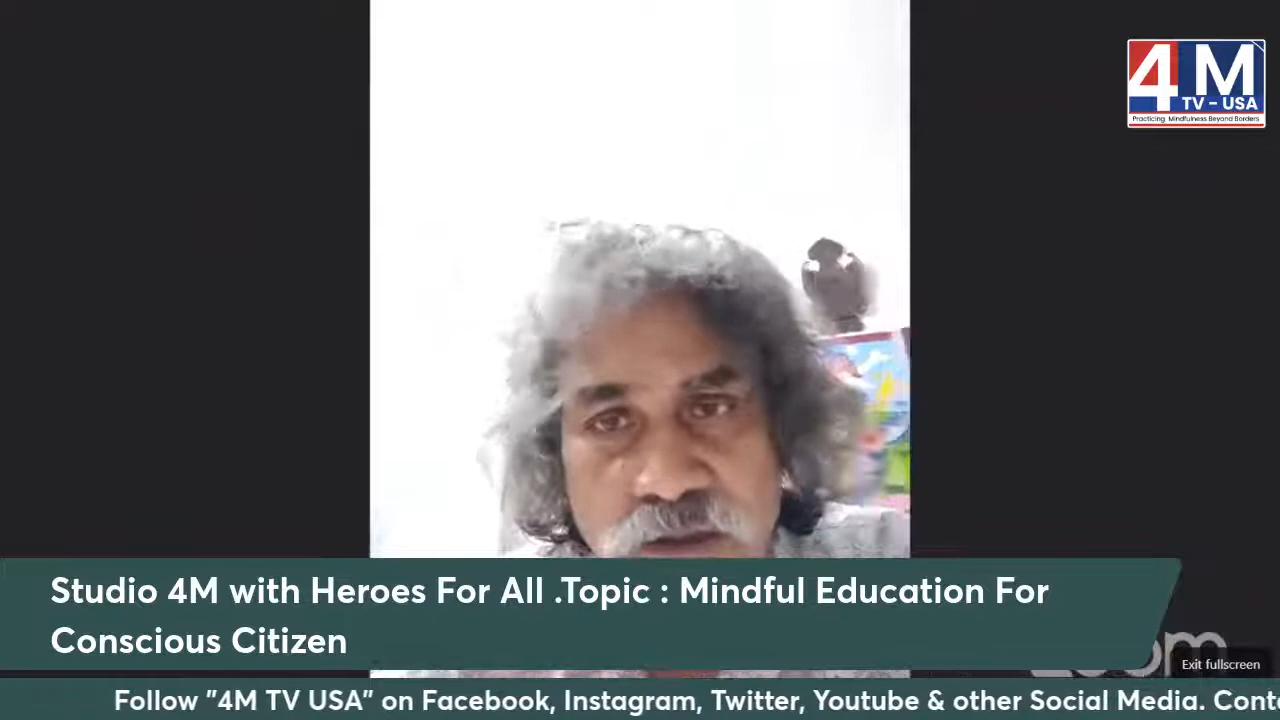 4M
TV - USA
Practicing Mindfulness Beyond Borders
Studio 4M with Heroes For All .Topic : Mindful Education For
Conscious Citizen
zoom
Exit fullscreen
Follow "4M TV USA" on Facebook, Instagram, Twitter, Youtube & other Social Media.